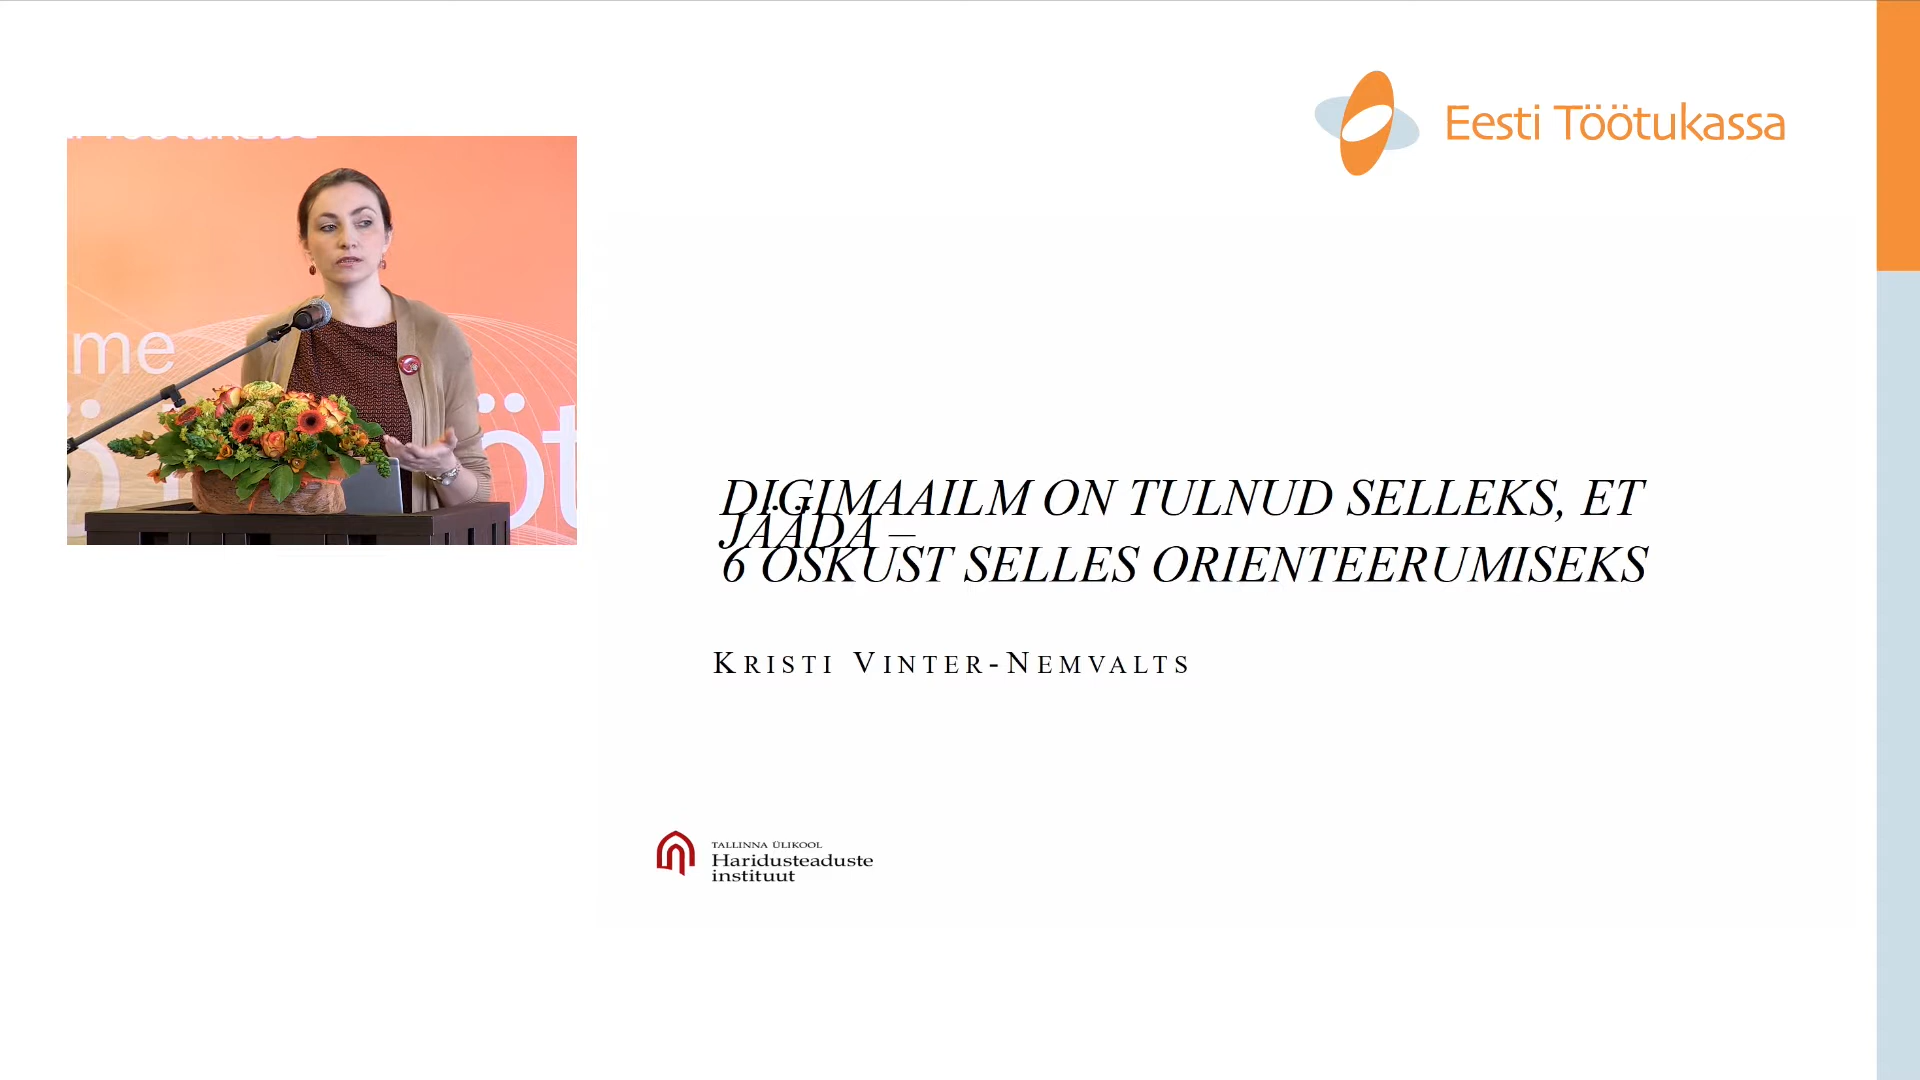 Eesti Töötukassa
me
öt
DIGIMAAILM ON TULNUD SELLEKS, ET
JÄÄDA –
6 OSKUST SELLES ORIENTEERUMISEKS
KRISTI VINTER-NEMVALTS
TALLINNA ÜLIKOOL
Haridusteaduste
instituut